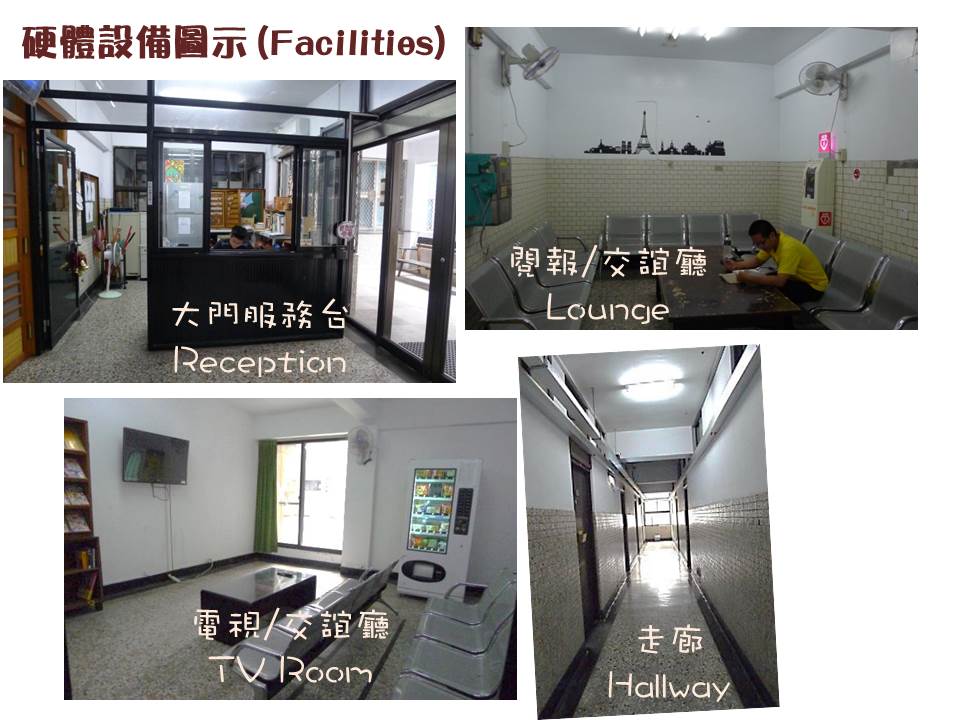 硬體設備圖示(Facilities)
大門服務台
Reception
閱報/交誼廳
Lounge
電視/交誼廳
TV Room
走廊
Hallway